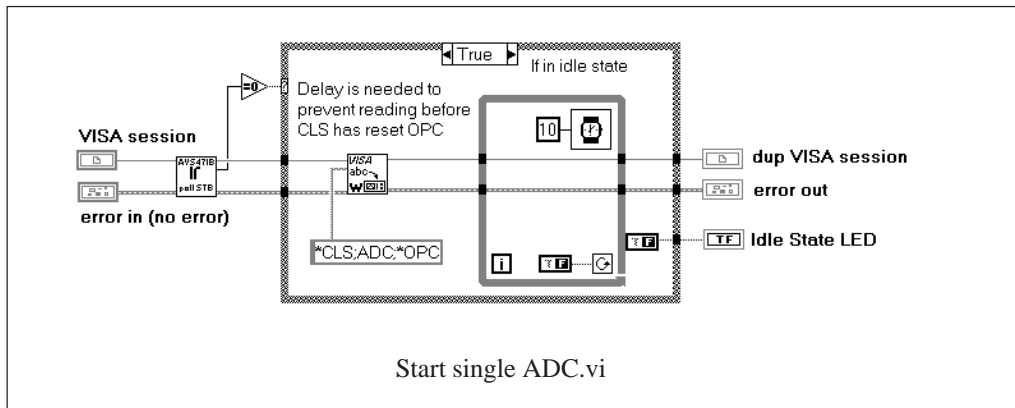 True
If in idle state
=0
?
Delay is needed to
prevent reading before
CLS has reset OPC
10
VISA session
AVS47IB
poll STB
VISA
abc
W
dup VISA session
error in (no error)
error out
*CLS;ADC;*OPC
i
T F
T F
TF
Idle State LED
Start single ADC.vi